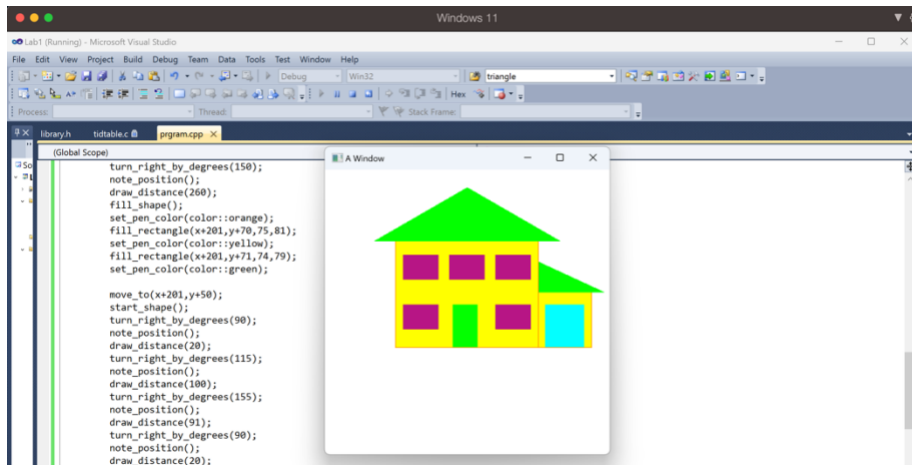 Windows 11
Lab1 (Running) - Microsoft Visual Studio
File Edit View Project Build Debug Team Data Tools Test Window Help
Debug Win32 triangle
Hex
Process: Thread: Stack Frame:
library.h tidtable.c prgram.cpp
(Global Scope)
A Window
So
turn_right_by_degrees(150);
note_position();
draw_distance(260);
fill_shape();
set_pen_color(color::orange);
fill_rectangle(x+201,y+70,75,81);
set_pen_color(color::yellow);
fill_rectangle(x+201,y+71,74,79);
set_pen_color(color::green);
move_to(x+201,y+50);
start_shape();
turn_right_by_degrees(90);
note_position();
draw_distance(20);
turn_right_by_degrees(115);
note_position();
draw_distance(100);
turn_right_by_degrees(155);
note_position();
draw_distance(91);
turn_right_by_degrees(90);
note_position();
draw_distance(20);